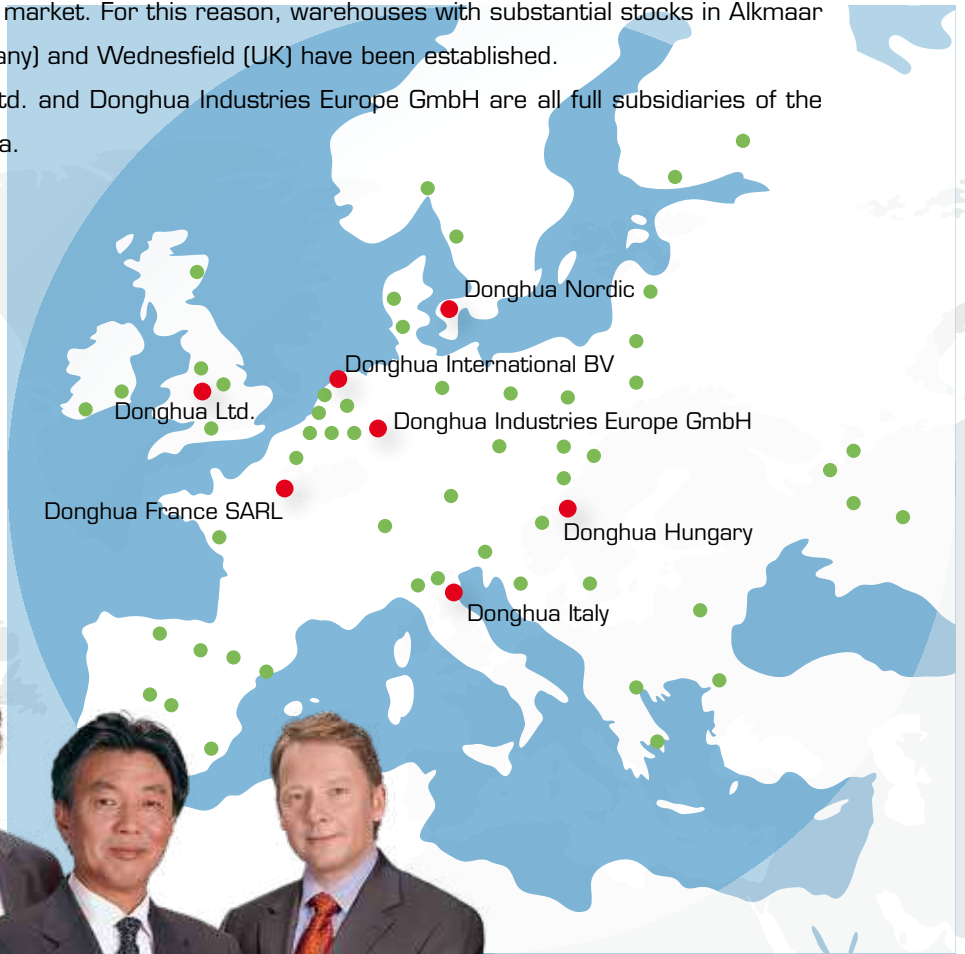 market. For this reason, warehouses with substantial stocks in Alkmaar
any) and Wednesfield (UK) have been established.
td. and Donghua Industries Europe GmbH are all full subsidiaries of the
a.
Donghua Nordic
Donghua International BV
Donghua Ltd.
Donghua Industries Europe GmbH
Donghua France SARL
Donghua Hungary
Donghua Italy